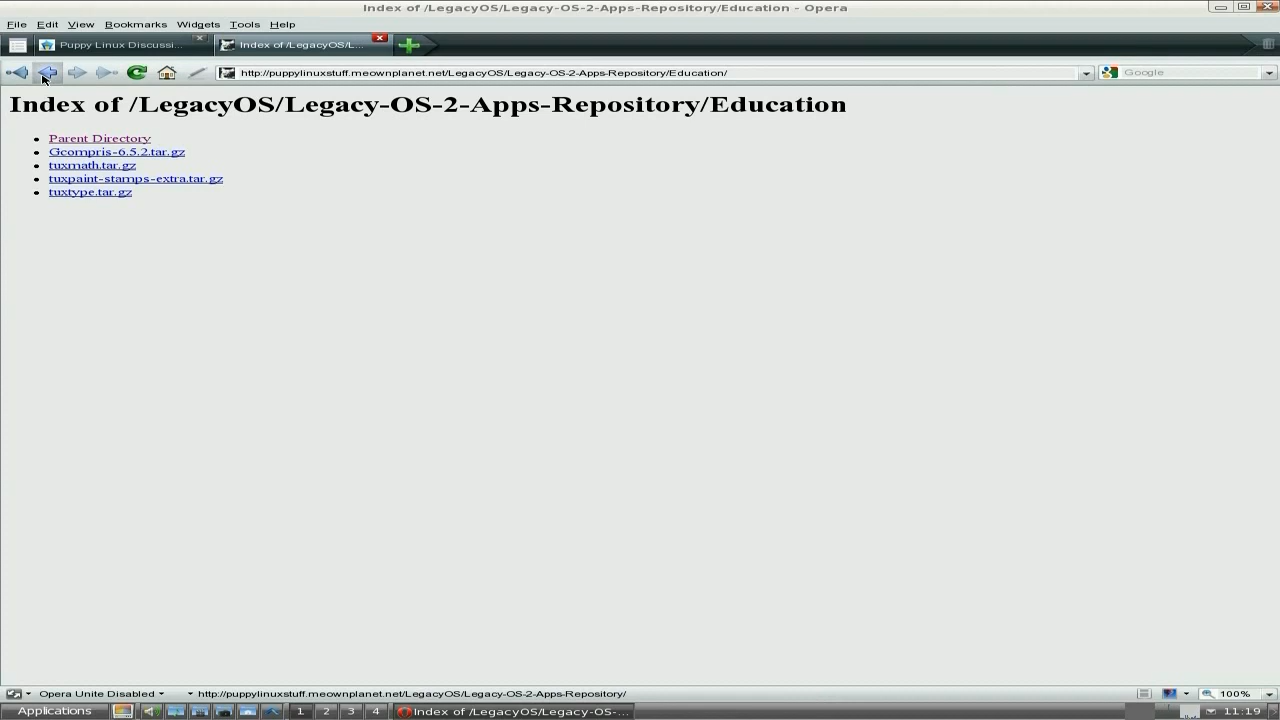 Index of /LegacyOS/Legacy-OS-2-Apps-Repository/Education - Opera
File Edit View Bookmarks Widgets Tools Help
Puppy Linux Discussi... Index of /LegacyOS/L...
http://puppylinuxstuff.meownplanet.net/LegacyOS/Legacy-OS-2-Apps-Repository/Education/ Google
Index of /LegacyOS/Legacy-OS-2-Apps-Repository/Education
Parent Directory
Gcompris-6.5.2.tar.gz
tuxmath.tar.gz
tuxpaint-stamps-extra.tar.gz
tuxtype.tar.gz
Opera Unite Disabled http://puppylinuxstuff.meownplanet.net/LegacyOS/Legacy-OS-2-Apps-Repository/ 100%
Applications 1 2 3 4 Index of /LegacyOS/Legacy-OS-... 11:19